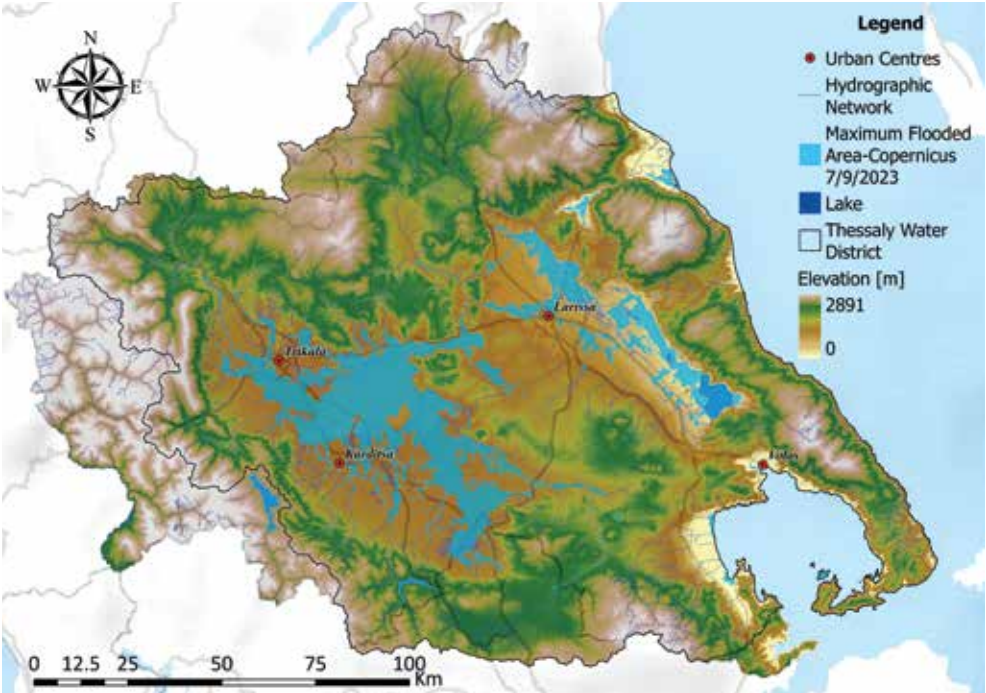 N
W
E
S
Legend
Urban Centres
Hydrographic
Network
Maximum Flooded
Area-Copernicus
7/9/2023
Lake
Thessaly Water
District
Elevation [m]
2891
0
Larissa
Trikala
Karditsa
Volos
0 12.5 25 50 75 100
Km